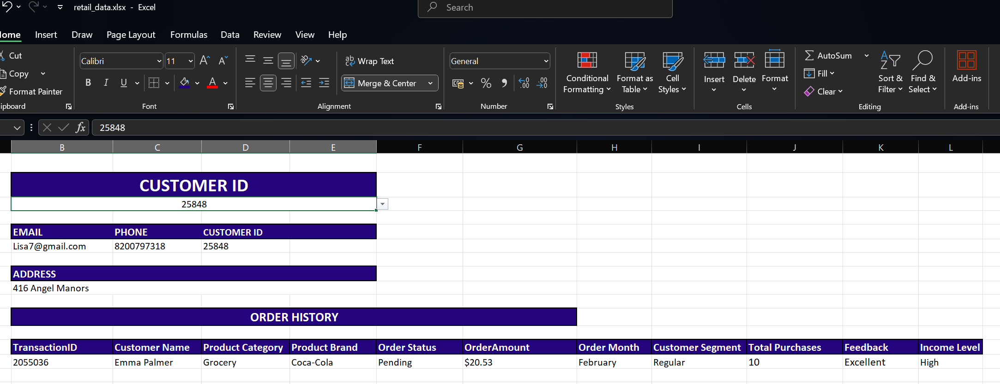 retail_data.xlsx - Excel
Search
ome Insert Draw Page Layout Formulas Data Review View Help
Cut
Copy
Format Painter
ipboard
Calibri 11
B I U A
Font
Wrap Text
Merge & Center
Alignment
General
Number
Conditional Formatting
Format as Table
Cell Styles
Styles
Insert Delete Format
Cells
AutoSum
Fill
Clear
Sort & Filter
Find & Select
Editing
Add-ins
Add-ins
fx 25848
B C D E F G H I J K L
CUSTOMER ID
25848
EMAIL PHONE CUSTOMER ID
Lisa7@gmail.com 8200797318 25848
ADDRESS
416 Angel Manors
ORDER HISTORY
TransactionID Customer Name Product Category Product Brand Order Status OrderAmount Order Month Customer Segment Total Purchases Feedback Income Level
2055036 Emma Palmer Grocery Coca-Cola Pending $20.53 February Regular 10 Excellent High